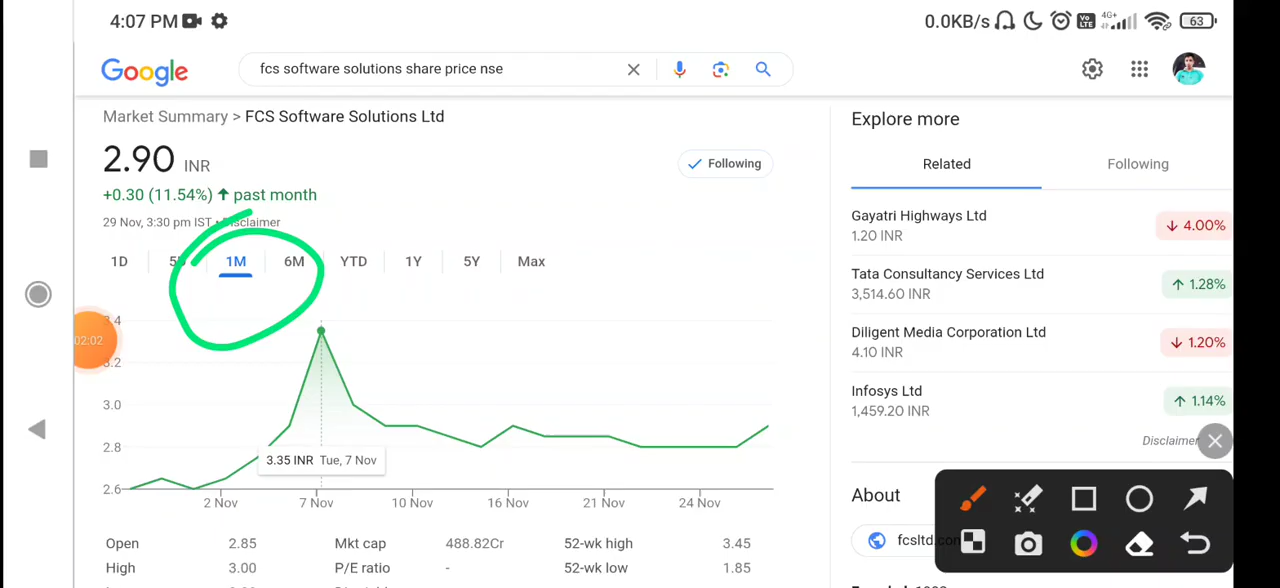 4:07 PM
0.0KB/s
Vo LTE
4G+
63
Google
fcs software solutions share price nse
Market Summary > FCS Software Solutions Ltd
2.90 INR
Following
+0.30 (11.54%) ↑ past month
29 Nov, 3:30 pm IST • Disclaimer
1D
1M
6M
YTD
1Y
5Y
Max
3.2
3.0
2.8
2.6
3.35 INR Tue, 7 Nov
2 Nov
7 Nov
10 Nov
16 Nov
21 Nov
24 Nov
Open 2.85
Mkt cap 488.82Cr
52-wk high 3.45
High 3.00
P/E ratio -
52-wk low 1.85
02:02
Explore more
Related
Following
Gayatri Highways Ltd
1.20 INR
↓ 4.00%
Tata Consultancy Services Ltd
3,514.60 INR
↑ 1.28%
Diligent Media Corporation Ltd
4.10 INR
↓ 1.20%
Infosys Ltd
1,459.20 INR
↑ 1.14%
Disclaimer
About
fcsltd.com